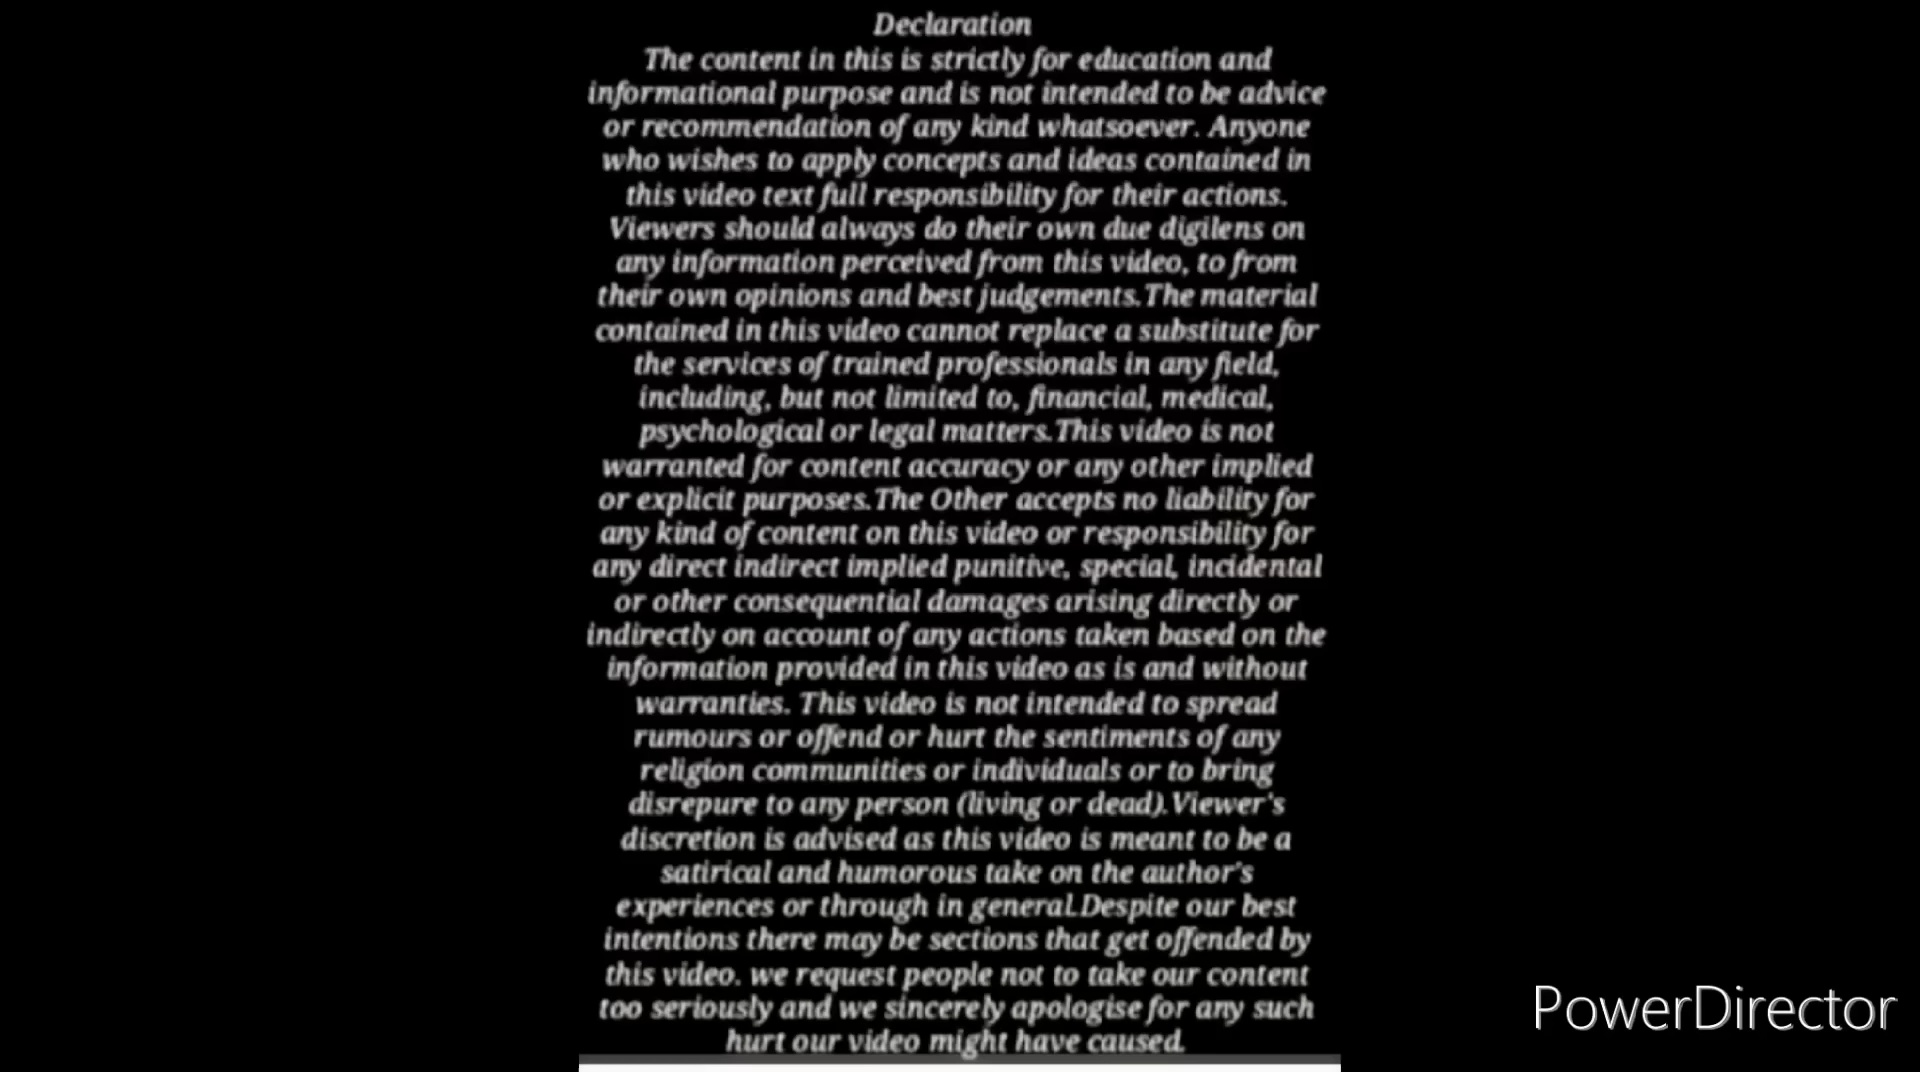 Declaration
The content in this is strictly for education and
informational purpose and is not intended to be advice
or recommendation of any kind whatsoever. Anyone
who wishes to apply concepts and ideas contained in
this video text full responsibility for their actions.
Viewers should always do their own due digilens on
any information perceived from this video, to from
their own opinions and best judgements.The material
contained in this video cannot replace a substitute for
the services of trained professionals in any field,
including, but not limited to, financial, medical,
psychological or legal matters.This video is not
warranted for content accuracy or any other implied
or explicit purposes.The Other accepts no liability for
any kind of content on this video or responsibility for
any direct indirect implied punitive, special, incidental
or other consequential damages arising directly or
indirectly on account of any actions taken based on the
information provided in this video as is and without
warranties. This video is not intended to spread
rumours or offend or hurt the sentiments of any
religion communities or individuals or to bring
disrepure to any person (living or dead).Viewer's
discretion is advised as this video is meant to be a
satirical and humorous take on the author's
experiences or through in general.Despite our best
intentions there may be sections that get offended by
this video. we request people not to take our content
too seriously and we sincerely apologise for any such
hurt our video might have caused.
PowerDirector